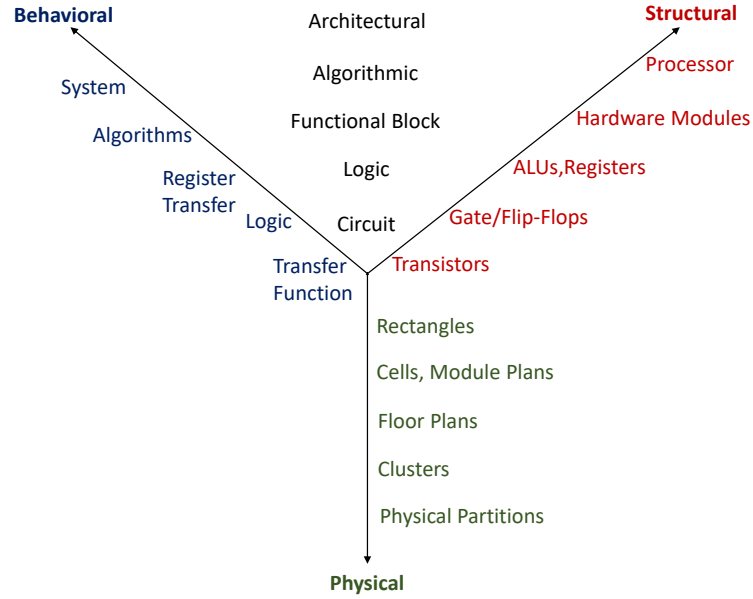 Behavioral
Architectural
Structural
System
Algorithmic
Processor
Algorithms
Functional Block
Hardware Modules
Register
Transfer
Logic
ALUs,Registers
Logic
Circuit
Gate/Flip-Flops
Transfer
Function
Transistors
Rectangles
Cells, Module Plans
Floor Plans
Clusters
Physical Partitions
Physical